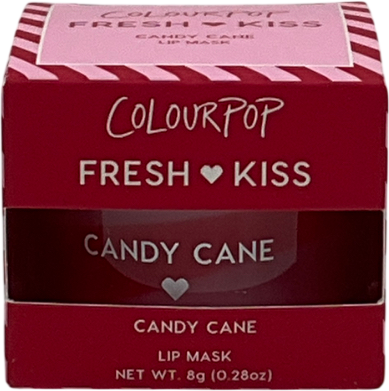 COLOURPOP
FRESH ♥ KISS
CANDY CANE
LIP MASK
COLOURPOP
FRESH ♥ KISS
CANDY CANE
CANDY CANE
LIP MASK
NET WT. 8g (0.28oz)